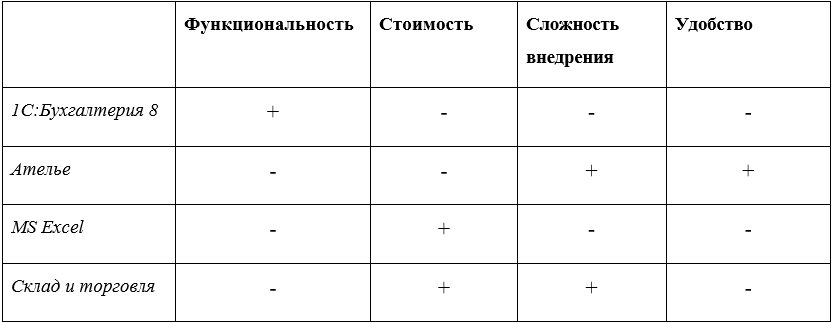 Функциональность Стоимость Сложность внедрения Удобство
1С:Бухгалтерия 8 + - - -
Ателье - - + +
MS Excel - + - -
Склад и торговля - + + -